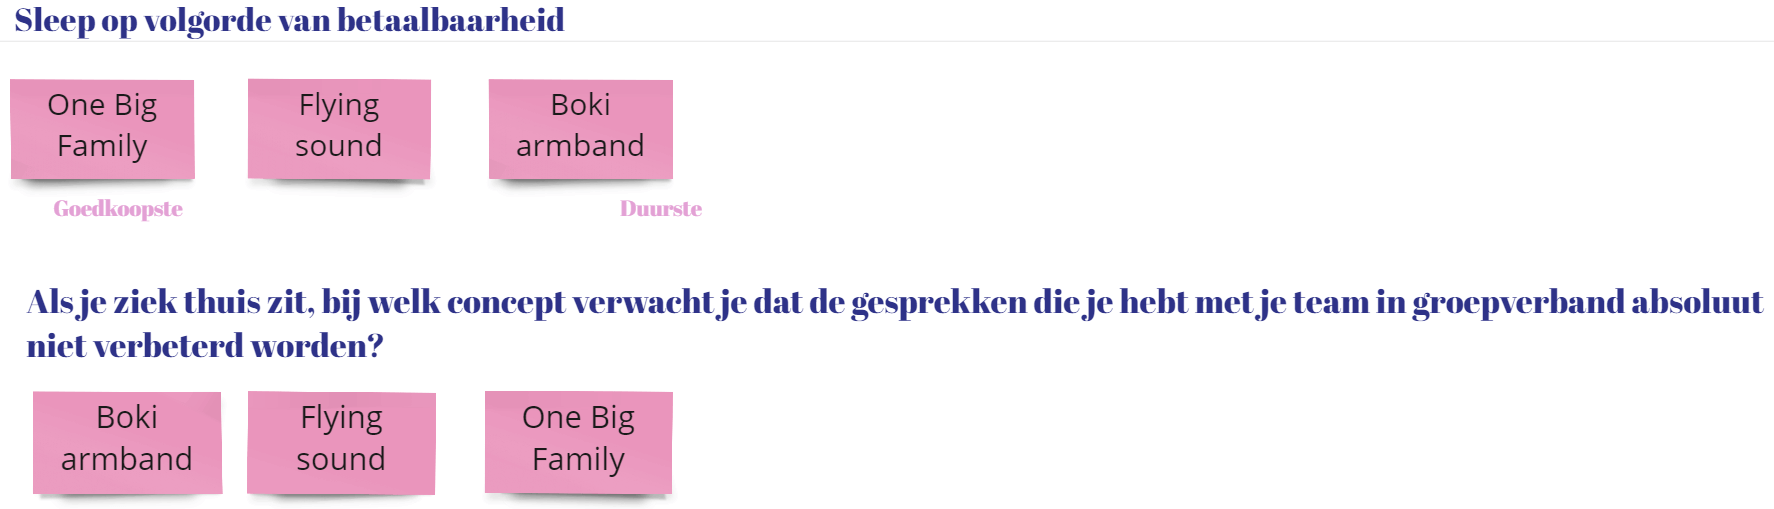 Sleep op volgorde van betaalbaarheid
One Big
Family
Flying
sound
Boki
armband
Goedkoopste
Duurste
Als je ziek thuis zit, bij welk concept verwacht je dat de gesprekken die je hebt met je team in groepverband absoluut
niet verbeterd worden?
Boki
armband
Flying
sound
One Big
Family